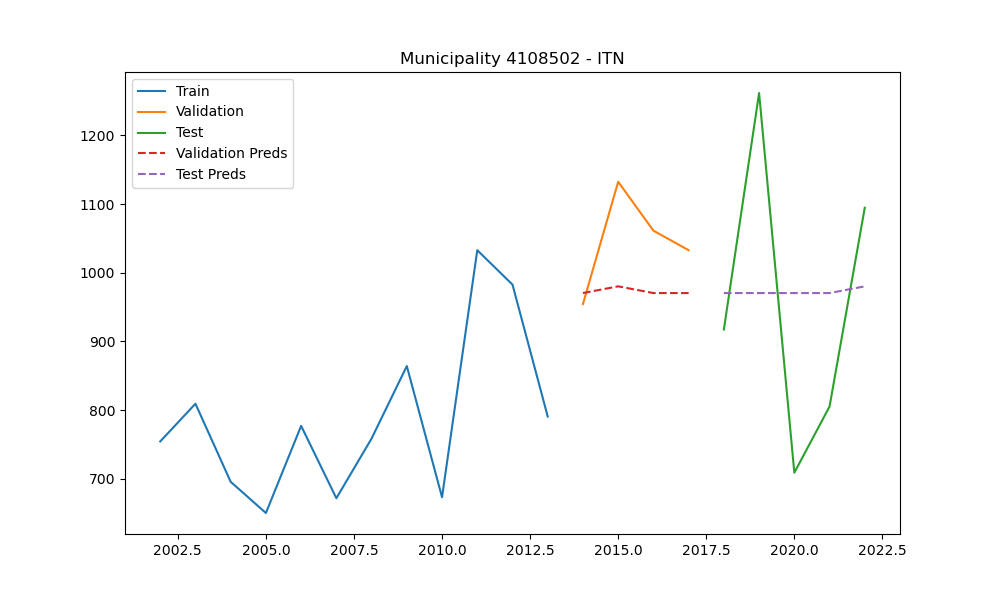 Municipality 4108502 - ITN
Train
Validation
Test
Validation Preds
Test Preds
1200
1100
1000
900
800
700
2002.5 2005.0 2007.5 2010.0 2012.5 2015.0 2017.5 2020.0 2022.5